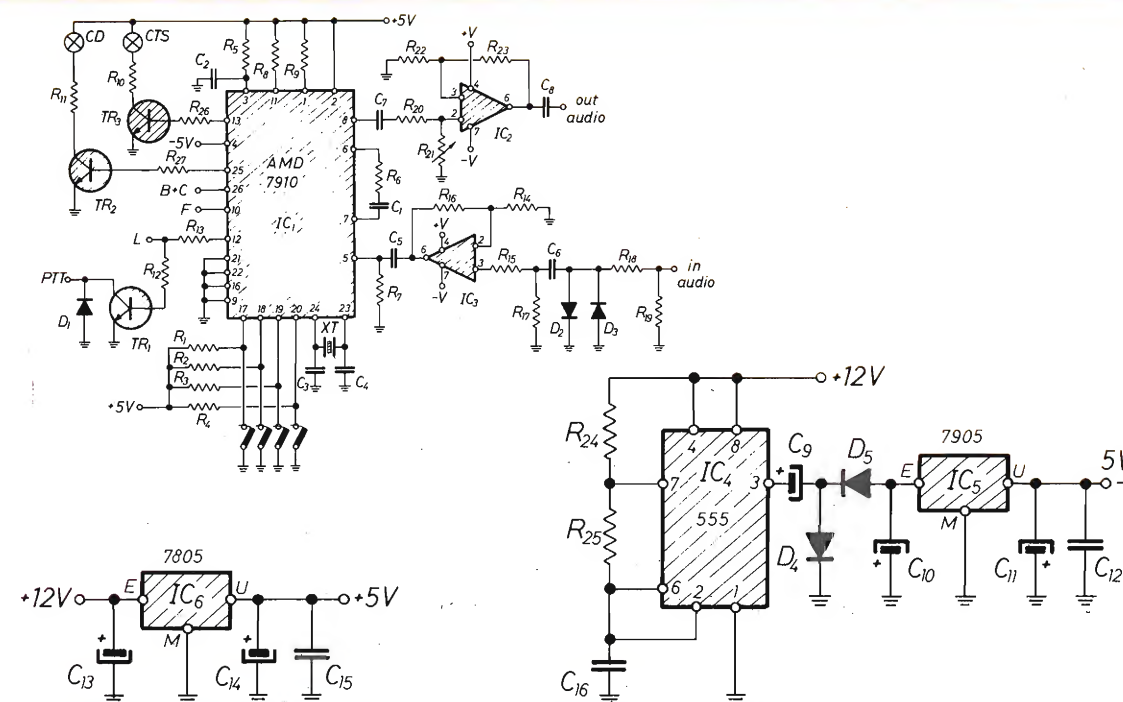 CD
CTS
+5V
R5
R8
R9
C2
R10
R11
TR3
R26
3
11
1
2
13
-5V
4
AMD
7910
IC1
R27
25
TR2
B+C
26
F
10
L
R13
12
R12
21
22
16
9
PTT
D1
TR1
17
18
19
20
24
23
8
6
7
5
XT
C3
C4
R1
R2
R3
R4
+5V
R22
+V
R23
4
3
2
6
7
-V
IC2
C8
out
audio
C7
R20
R21
R6
C1
R16
R14
+V
C5
4
6
2
3
7
-V
IC3
R7
R15
C6
R18
in
audio
R17
D2
D3
R19
+12V
R24
R25
4
8
IC4
555
7
3
6
2
1
C16
C9
+
D5
D4
7905
E
IC5
U
M
5V
-
+
C10
C11
+
C12
7805
+12V
E
IC6
U
+5V
M
+
C13
+
C14
C15